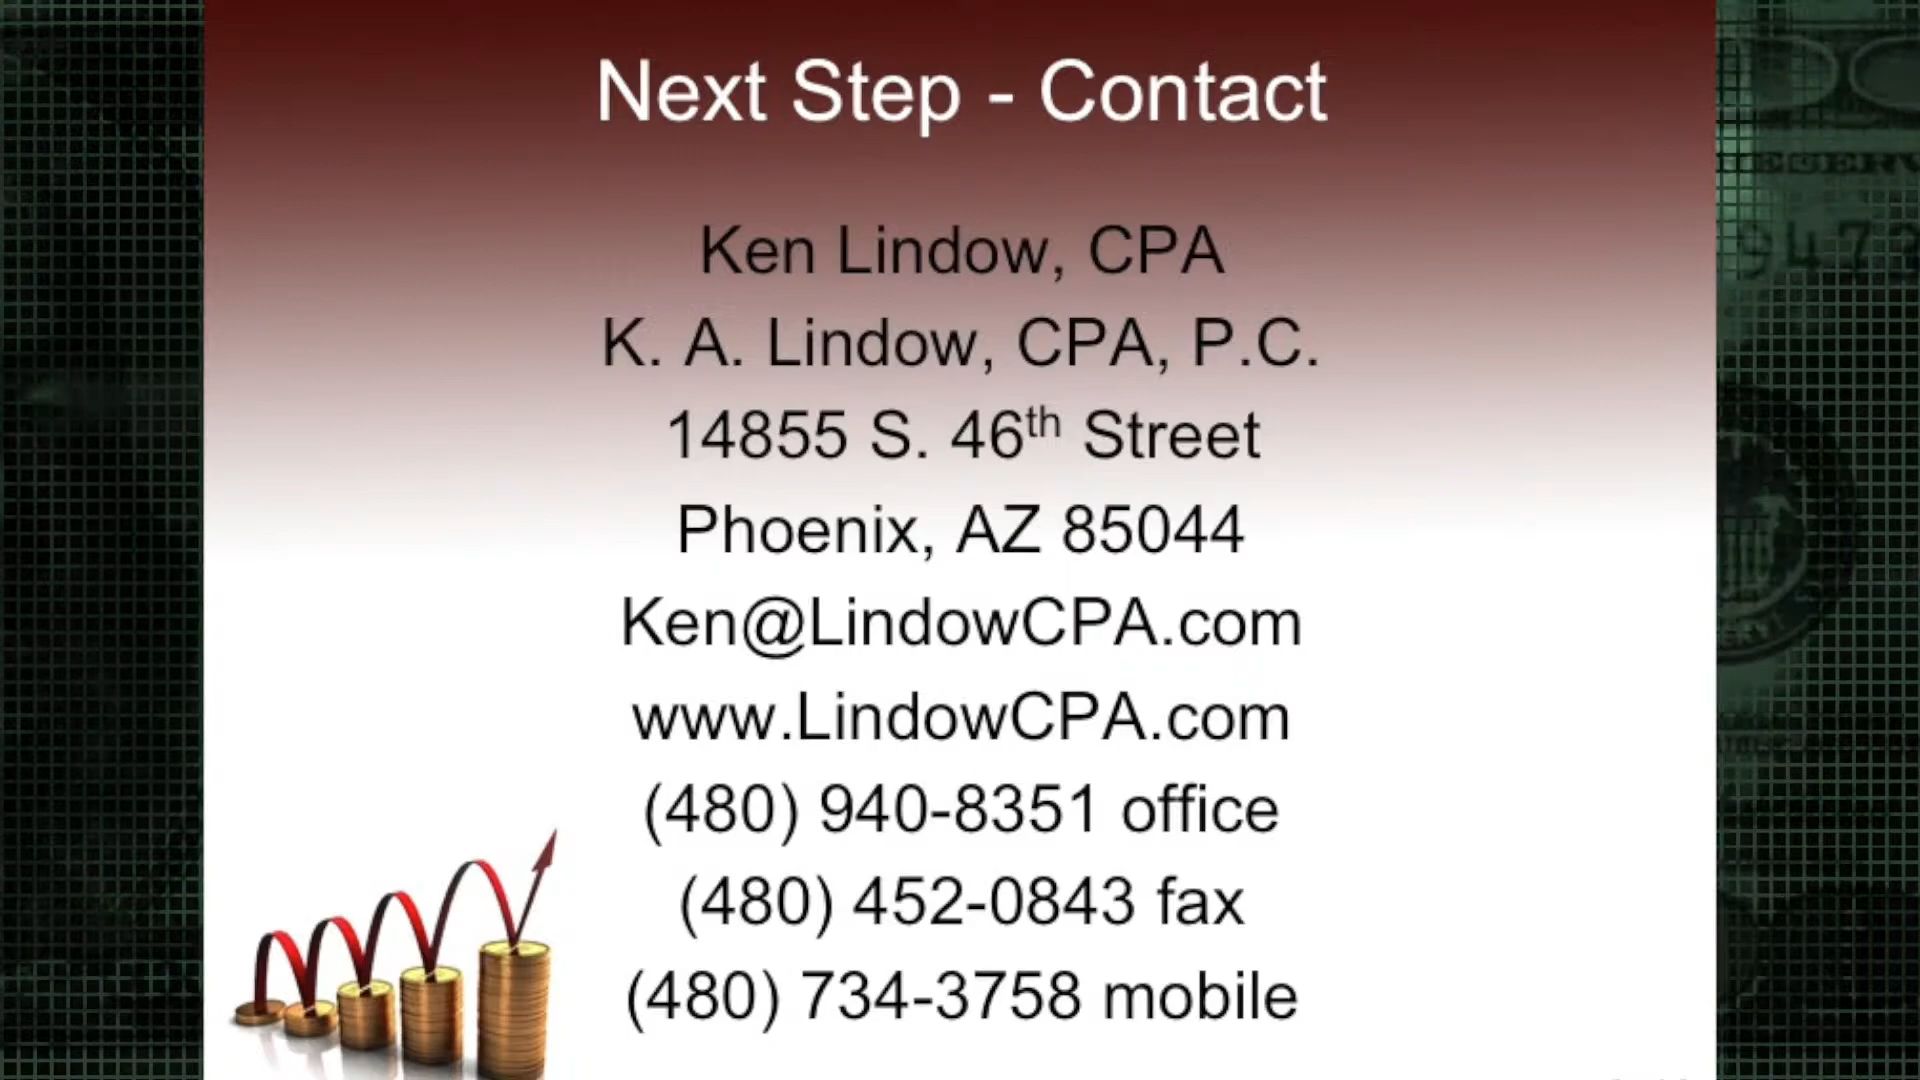 Next Step - Contact
Ken Lindow, CPA
K. A. Lindow, CPA, P.C.
14855 S. 46th Street
Phoenix, AZ 85044
Ken@LindowCPA.com
www.LindowCPA.com
(480) 940-8351 office
(480) 452-0843 fax
(480) 734-3758 mobile